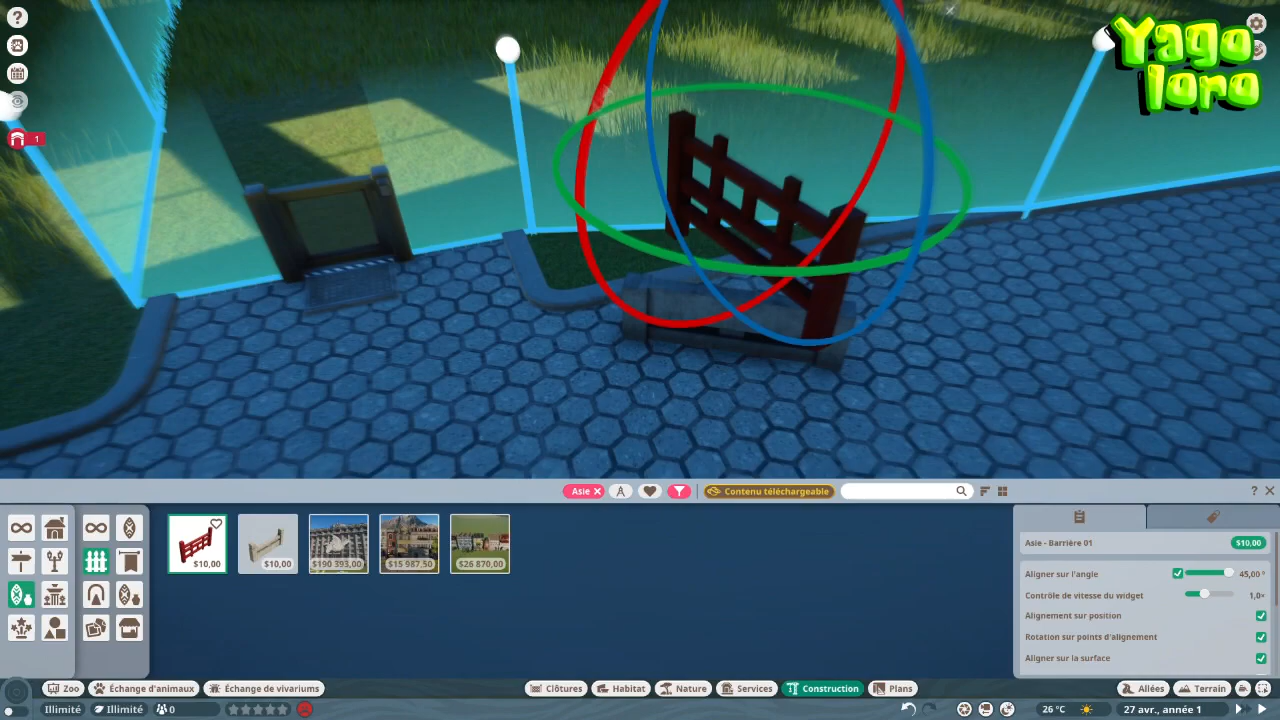 ?
Yago
loro
1
Asie ✕
Contenu téléchargeable
? ✕
$10,00
$10,00
$190 393,00
$15 987,50
$26 870,00
Asie - Barrière 01
$10,00
Aligner sur l'angle
45,00°
Contrôle de vitesse du widget
1,0×
Alignement sur position
Rotation sur points d'alignement
Aligner sur la surface
Zoo
Échange d'animaux
Échange de vivariums
Clôtures
Habitat
Nature
Services
Construction
Plans
Allées
Terrain
Illimité
Illimité
0
26 °C
27 avr., année 1